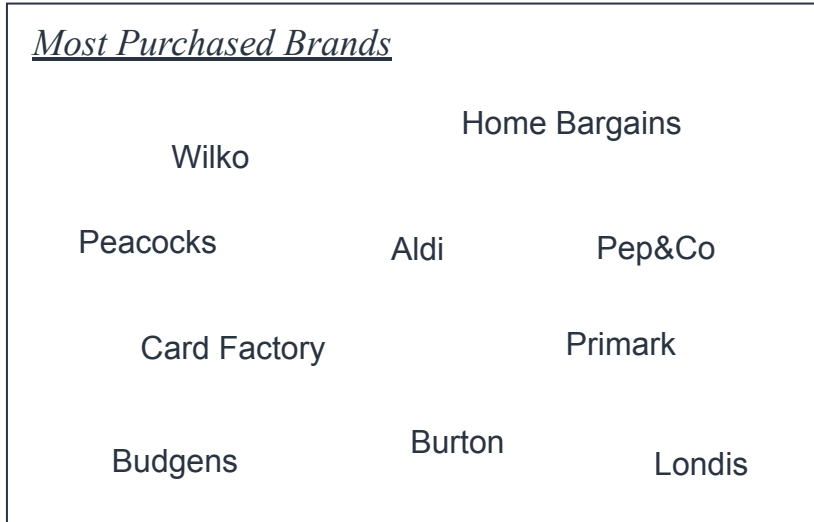 Most Purchased Brands
Home Bargains
Wilko
Peacocks
Aldi
Pep&Co
Card Factory
Primark
Budgens
Burton
Londis